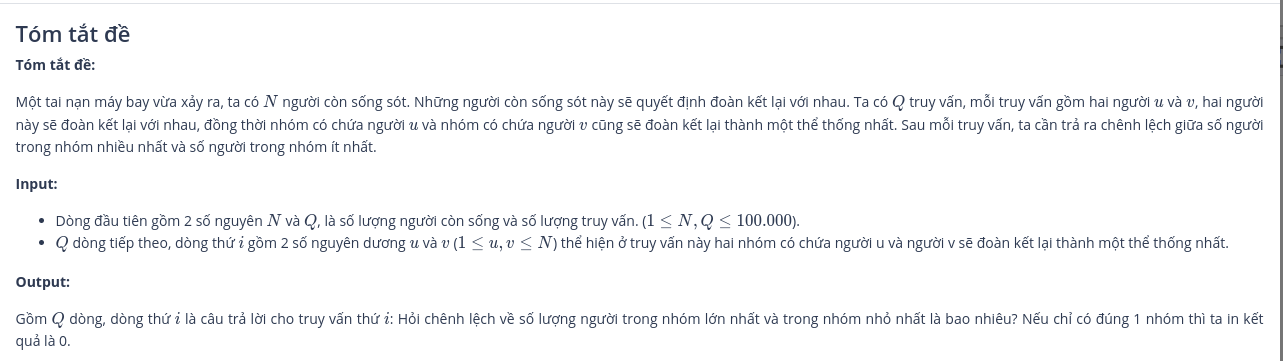 Tóm tắt đề
Tóm tắt đề:
Một tai nạn máy bay vừa xảy ra, ta có N người còn sống sót. Những người còn sống sót này sẽ quyết định đoàn kết lại với nhau. Ta có Q truy vấn, mỗi truy vấn gồm hai người u và v, hai người
này sẽ đoàn kết lại với nhau, đồng thời nhóm có chứa người u và nhóm có chứa người v cũng sẽ đoàn kết lại thành một thể thống nhất. Sau mỗi truy vấn, ta cần trả ra chênh lệch giữa số người
trong nhóm nhiều nhất và số người trong nhóm ít nhất.
Input:
• Dòng đầu tiên gồm 2 số nguyên N và Q, là số lượng người còn sống và số lượng truy vấn. (1 ≤ N, Q ≤ 100.000).
• Q dòng tiếp theo, dòng thứ i gồm 2 số nguyên dương u và v (1 ≤ u, v ≤ N) thể hiện ở truy vấn này hai nhóm có chứa người u và người v sẽ đoàn kết lại thành một thể thống nhất.
Output:
Gồm Q dòng, dòng thứ i là câu trả lời cho truy vấn thứ i: Hỏi chênh lệch về số lượng người trong nhóm lớn nhất và trong nhóm nhỏ nhất là bao nhiêu? Nếu chỉ có đúng 1 nhóm thì ta in kết
quả là 0.